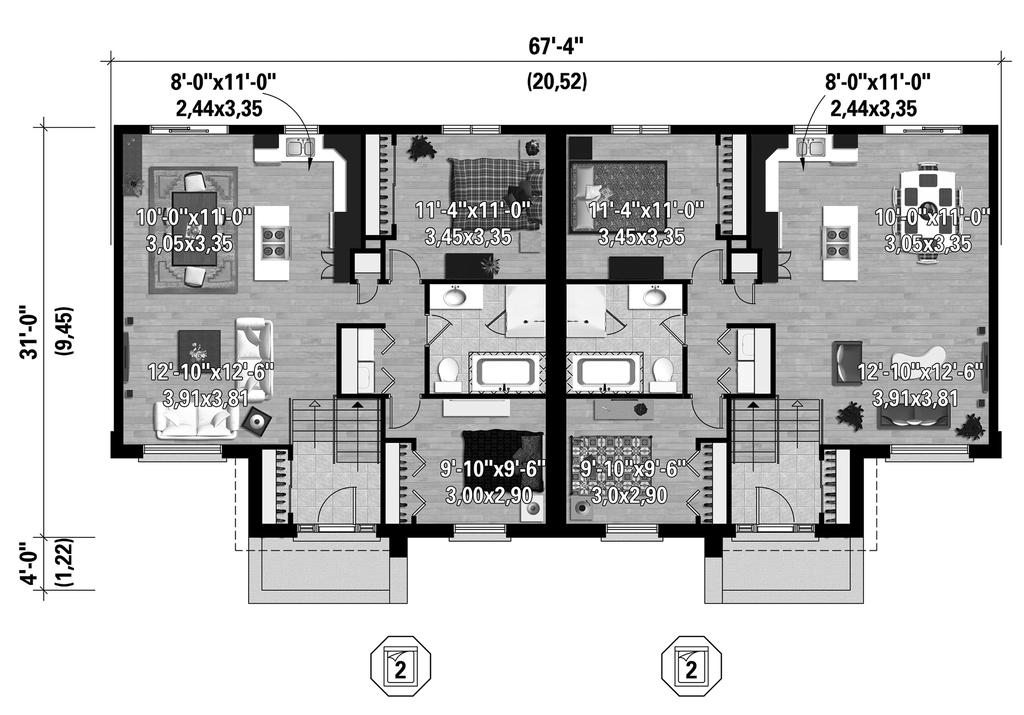 67'-4"
(20,52)
8'-0"x11'-0"
2,44x3,35
8'-0"x11'-0"
2,44x3,35
10'-0"x11'-0"
3,05x3,35
11'-4"x11'-0"
3,45x3,35
11'-4"x11'-0"
3,45x3,35
10'-0"x11'-0"
3,05x3,35
31'-0"
(9,45)
12'-10"x12'-6"
3,91x3,81
12'-10"x12'-6"
3,91x3,81
9'-10"x9'-6"
3,00x2,90
9'-10"x9'-6"
3,0x2,90
4'-0"
(1,22)
2
2